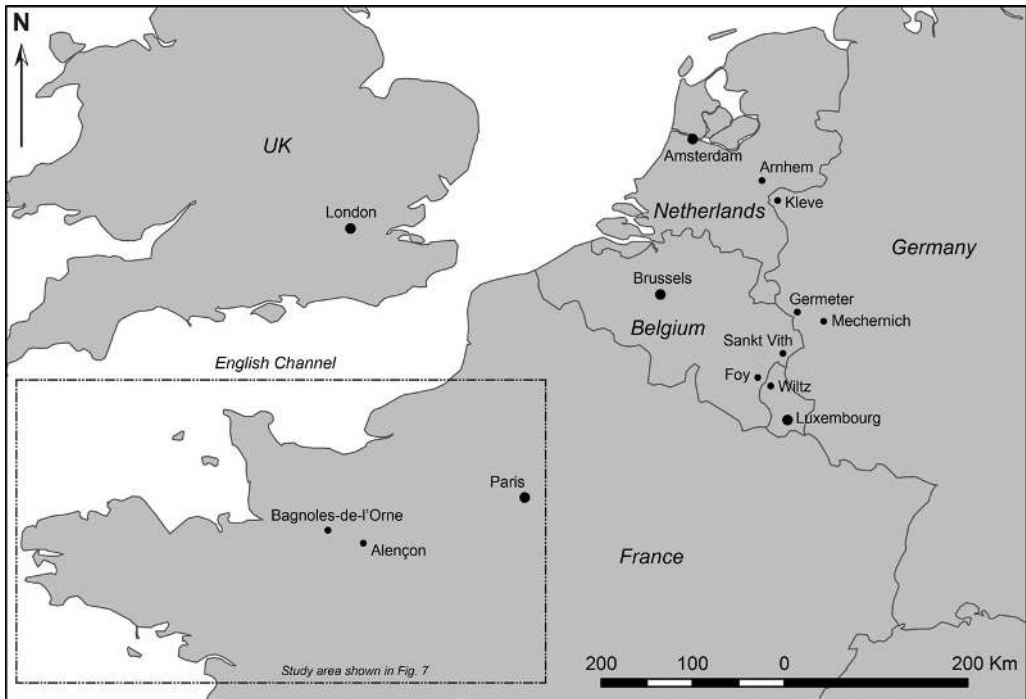 N
UK
London
Amsterdam
Arnhem
Kleve
Netherlands
Germany
Brussels
Belgium
Germeter
Mechernich
Sankt Vith
Foy
Wiltz
Luxembourg
English Channel
Paris
Bagnoles-de-l'Orne
Alençon
France
Study area shown in Fig. 7
200 100 0 200 Km